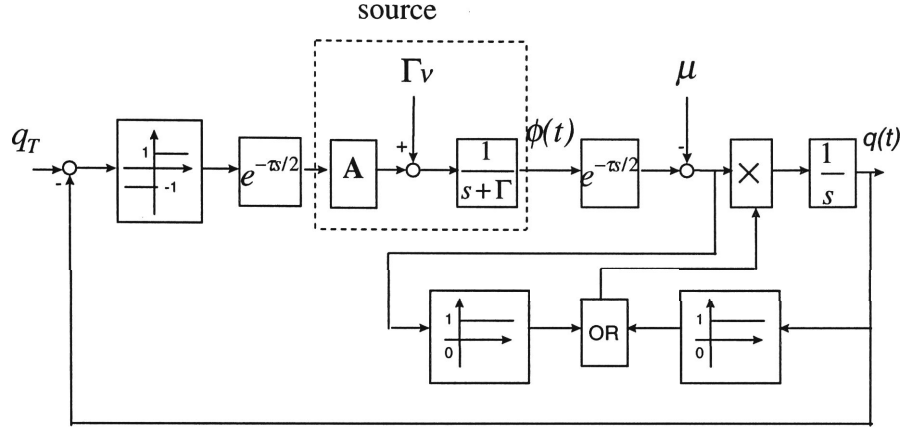 source
Γν
μ
q_T
-
1
-1
e^{-τs/2}
A
+
1
s+Γ
ϕ(t)
e^{-τs/2}
-
×
1
s
q(t)
1
0
OR
1
0